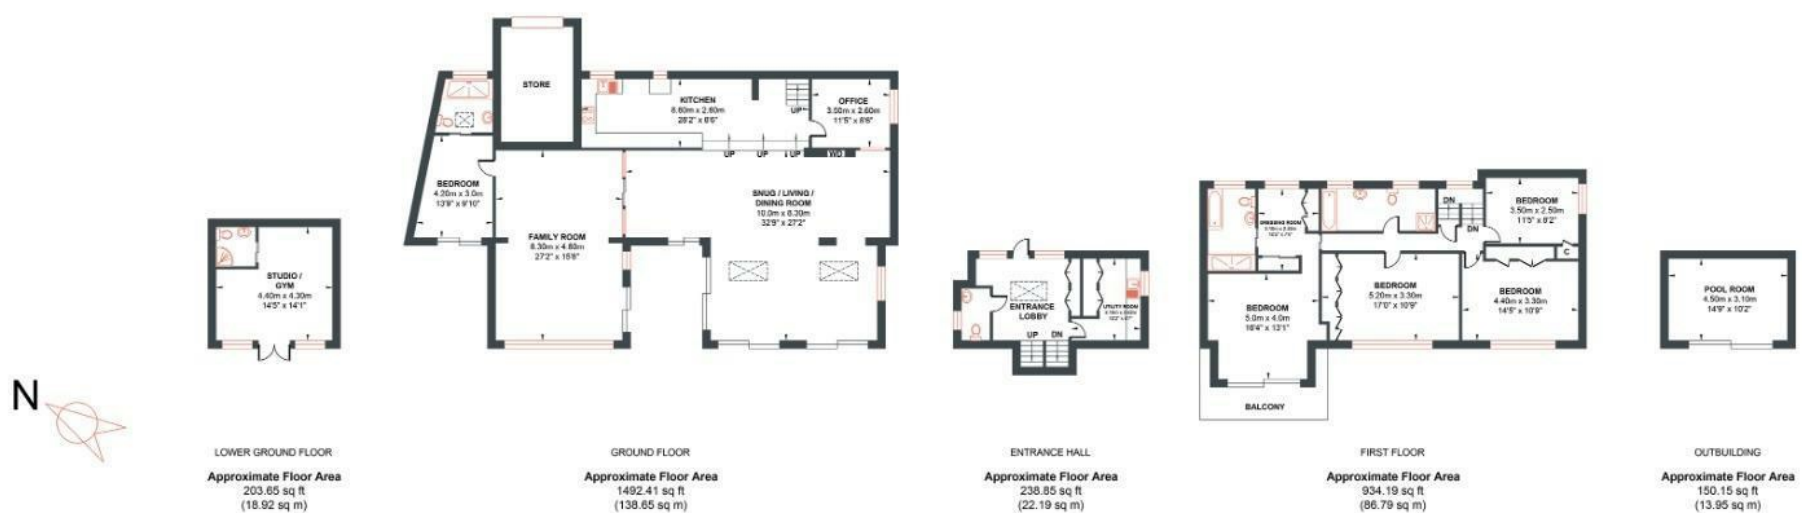 STORE
KITCHEN
8.60m x 2.60m
28'2" x 8'6"
UP
OFFICE
3.50m x 2.60m
11'5" x 8'6"
UP
UP
UP
WD
BEDROOM
4.20m x 3.0m
13'9" x 9'10"
SNUG / LIVING /
DINING ROOM
10.0m x 8.30m
32'9" x 27'2"
FAMILY ROOM
8.30m x 4.80m
27'2" x 15'8"
STUDIO /
GYM
4.40m x 4.30m
14'5" x 14'1"
ENTRANCE
LOBBY
UP
DN
UTILITY ROOM
DRESSING ROOM
DN
DN
BEDROOM
3.50m x 2.50m
11'5" x 8'2"
C
BEDROOM
5.0m x 4.0m
16'4" x 13'1"
BEDROOM
5.20m x 3.30m
17'0" x 10'9"
BEDROOM
4.40m x 3.30m
14'5" x 10'9"
BALCONY
POOL ROOM
4.50m x 3.10m
14'9" x 10'2"
N
LOWER GROUND FLOOR
Approximate Floor Area
203.65 sq ft
(18.92 sq m)
GROUND FLOOR
Approximate Floor Area
1492.41 sq ft
(138.65 sq m)
ENTRANCE HALL
Approximate Floor Area
238.85 sq ft
(22.19 sq m)
FIRST FLOOR
Approximate Floor Area
934.19 sq ft
(86.79 sq m)
OUTBUILDING
Approximate Floor Area
150.15 sq ft
(13.95 sq m)